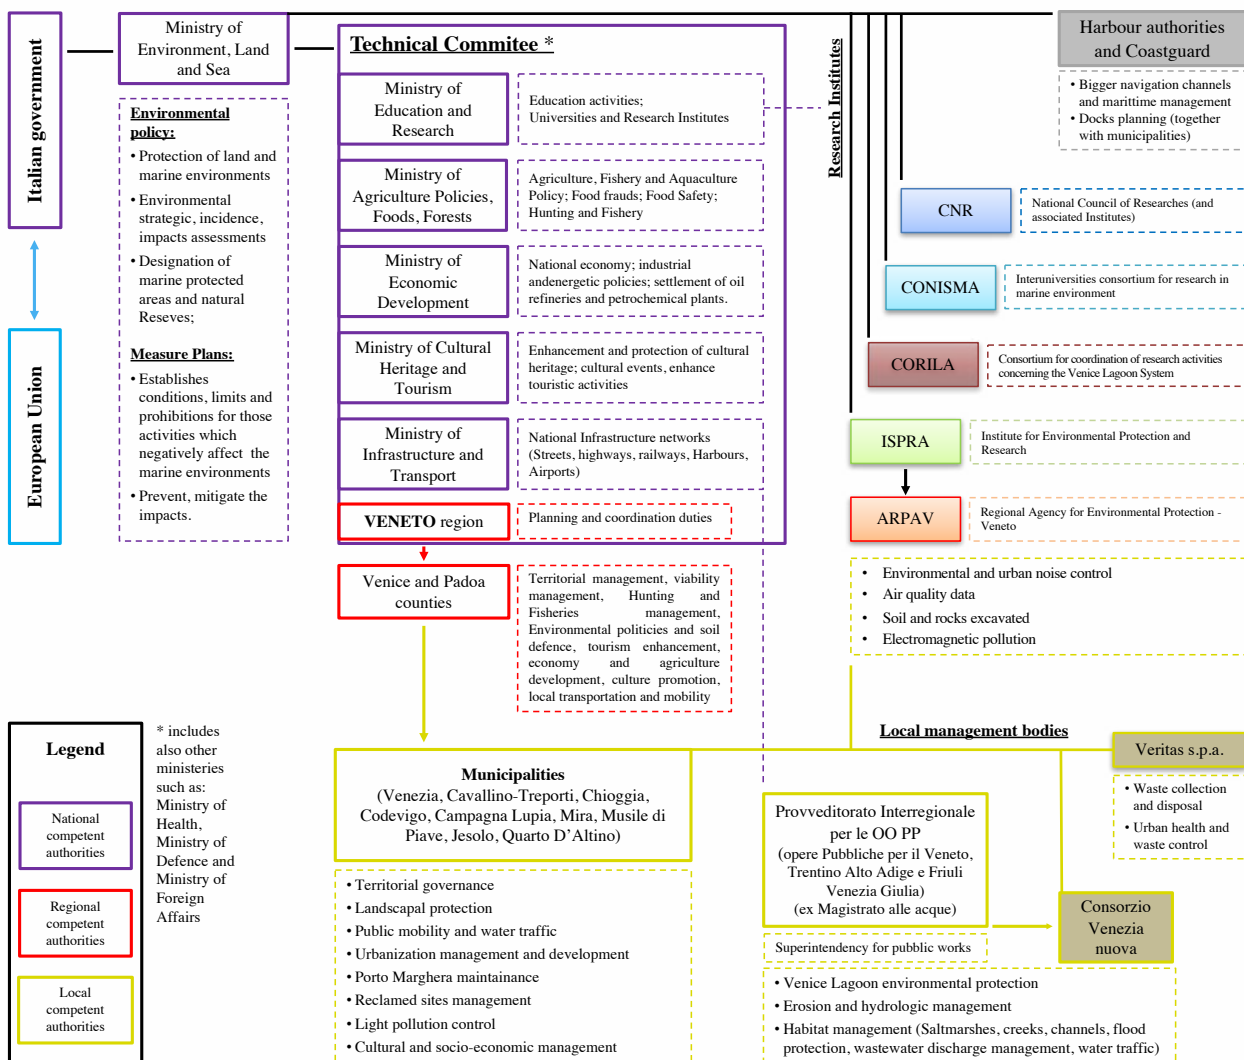 Italian government
European Union
Ministry of
Environment, Land
and Sea
Environmental
policy:
• Protection of land and
marine environments
• Environmental
strategic, incidence,
impacts assessments
• Designation of
marine protected
areas and natural
Reseves;
Measure Plans:
• Establishes
conditions, limits and
prohibitions for those
activities which
negatively affect the
marine environments
• Prevent, mitigate the
impacts.
Technical Commitee *
Ministry of
Education and
Research
Education activities;
Universities and Research Institutes
Ministry of
Agriculture Policies,
Foods, Forests
Agriculture, Fishery and Aquaculture
Policy; Food frauds; Food Safety;
Hunting and Fishery
Ministry of
Economic
Development
National economy; industrial
andenergetic policies; settlement of oil
refineries and petrochemical plants.
Ministry of Cultural
Heritage and
Tourism
Enhancement and protection of cultural
heritage; cultural events, enhance
touristic activities
Ministry of
Infrastructure and
Transport
National Infrastructure networks
(Streets, highways, railways, Harbours,
Airports)
VENETO region
Planning and coordination duties
Venice and Padoa
counties
Territorial management, viability
management, Hunting and
Fisheries management,
Environmental politicies and soil
defence, tourism enhancement,
economy and agriculture
development, culture promotion,
local transportation and mobility
Research Institutes
Harbour authorities
and Coastguard
• Bigger navigation channels
and marittime management
• Docks planning (together
with municipalities)
CNR
National Council of Researches (and
associated Institutes)
CONISMA
Interuniversities consortium for research in
marine environment
CORILA
Consortium for coordination of research activities
concerning the Venice Lagoon System
ISPRA
Institute for Environmental Protection and
Research
ARPAV
Regional Agency for Environmental Protection -
Veneto
• Environmental and urban noise control
• Air quality data
• Soil and rocks excavated
• Electromagnetic pollution
Legend
National
competent
authorities
Regional
competent
authorities
Local
competent
authorities
* includes
also other
ministeries
such as:
Ministry of
Health,
Ministry of
Defence and
Ministry of
Foreign
Affairs
Municipalities
(Venezia, Cavallino-Treporti, Chioggia,
Codevigo, Campagna Lupia, Mira, Musile di
Piave, Jesolo, Quarto D'Altino)
• Territorial governance
• Landscapal protection
• Public mobility and water traffic
• Urbanization management and development
• Porto Marghera maintainance
• Reclamed sites management
• Light pollution control
• Cultural and socio-economic management
Local management bodies
Veritas s.p.a.
• Waste collection
and disposal
• Urban health and
waste control
Provveditorato Interregionale
per le OO PP
(opere Pubbliche per il Veneto,
Trentino Alto Adige e Friuli
Venezia Giulia)
(ex Magistrato alle acque)
Superintendency for pubblic works
Consorzio
Venezia
nuova
• Venice Lagoon environmental protection
• Erosion and hydrologic management
• Habitat management (Saltmarshes, creeks, channels, flood
protection, wastewater discharge management, water traffic)